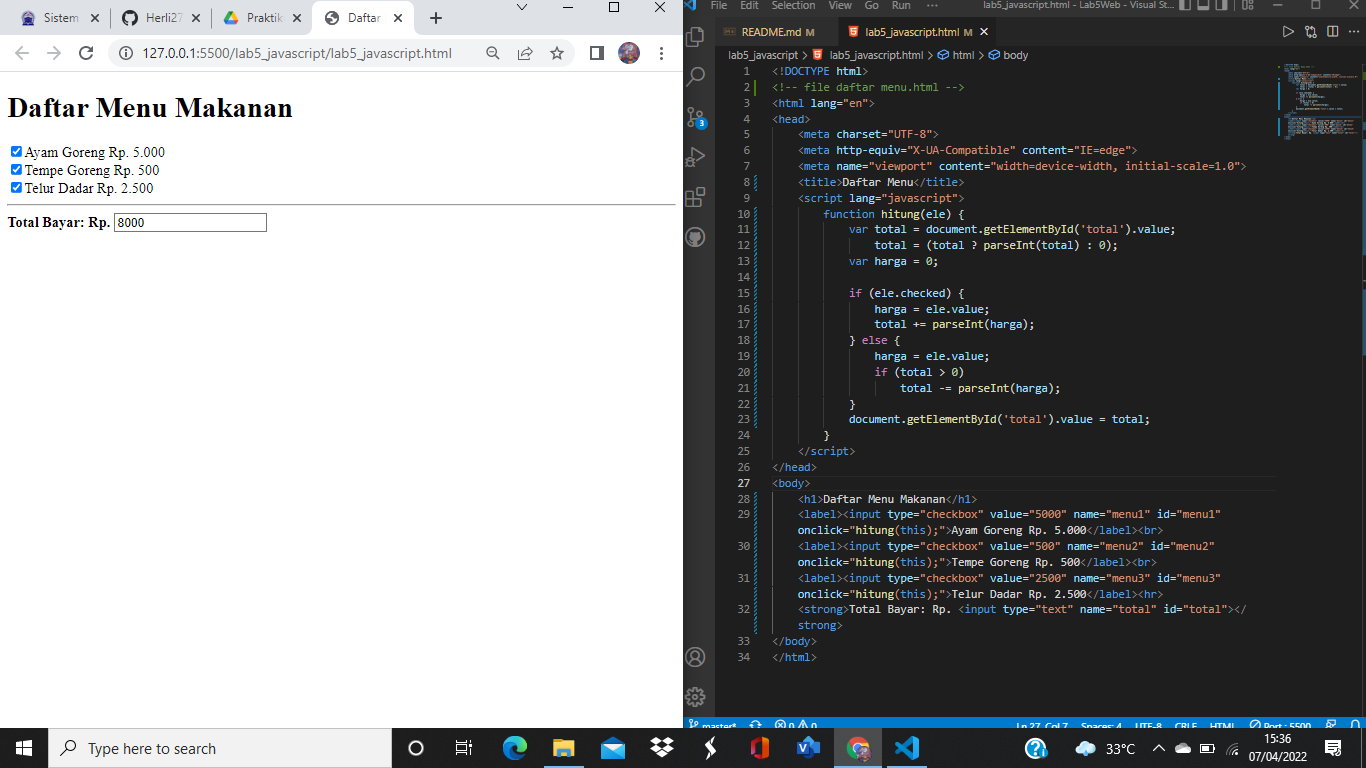 Sistem
Herli27
Praktik
Daftar
127.0.0.1:5500/lab5_javascript/lab5_javascript.html
Daftar Menu Makanan
Ayam Goreng Rp. 5.000
Tempe Goreng Rp. 500
Telur Dadar Rp. 2.500
Total Bayar: Rp. 8000
File Edit Selection View Go Run ··· lab5_javascript.html - Lab5Web - Visual St...
README.md M
lab5_javascript.html M
lab5_javascript > lab5_javascript.html > html > body
3
1 <!DOCTYPE html>
2 <!-- file daftar menu.html -->
3 <html lang="en">
4 <head>
5 <meta charset="UTF-8">
6 <meta http-equiv="X-UA-Compatible" content="IE=edge">
7 <meta name="viewport" content="width=device-width, initial-scale=1.0">
8 <title>Daftar Menu</title>
9 <script lang="javascript">
10 function hitung(ele) {
11 var total = document.getElementById('total').value;
12 total = (total ? parseInt(total) : 0);
13 var harga = 0;
14
15 if (ele.checked) {
16 harga = ele.value;
17 total += parseInt(harga);
18 } else {
19 harga = ele.value;
20 if (total > 0)
21 total -= parseInt(harga);
22 }
23 document.getElementById('total').value = total;
24 }
25 </script>
26 </head>
27 <body>
28 <h1>Daftar Menu Makanan</h1>
29 <label><input type="checkbox" value="5000" name="menu1" id="menu1"
onclick="hitung(this);">Ayam Goreng Rp. 5.000</label><br>
30 <label><input type="checkbox" value="500" name="menu2" id="menu2"
onclick="hitung(this);">Tempe Goreng Rp. 500</label><br>
31 <label><input type="checkbox" value="2500" name="menu3" id="menu3"
onclick="hitung(this);">Telur Dadar Rp. 2.500</label><hr>
32 <strong>Total Bayar: Rp. <input type="text" name="total" id="total"></
strong>
33 </body>
34 </html>
master* 0 0 Ln 27, Col 7 Spaces: 4 UTF-8 CRLF HTML Port : 5500
Type here to search
33°C
15:36
07/04/2022